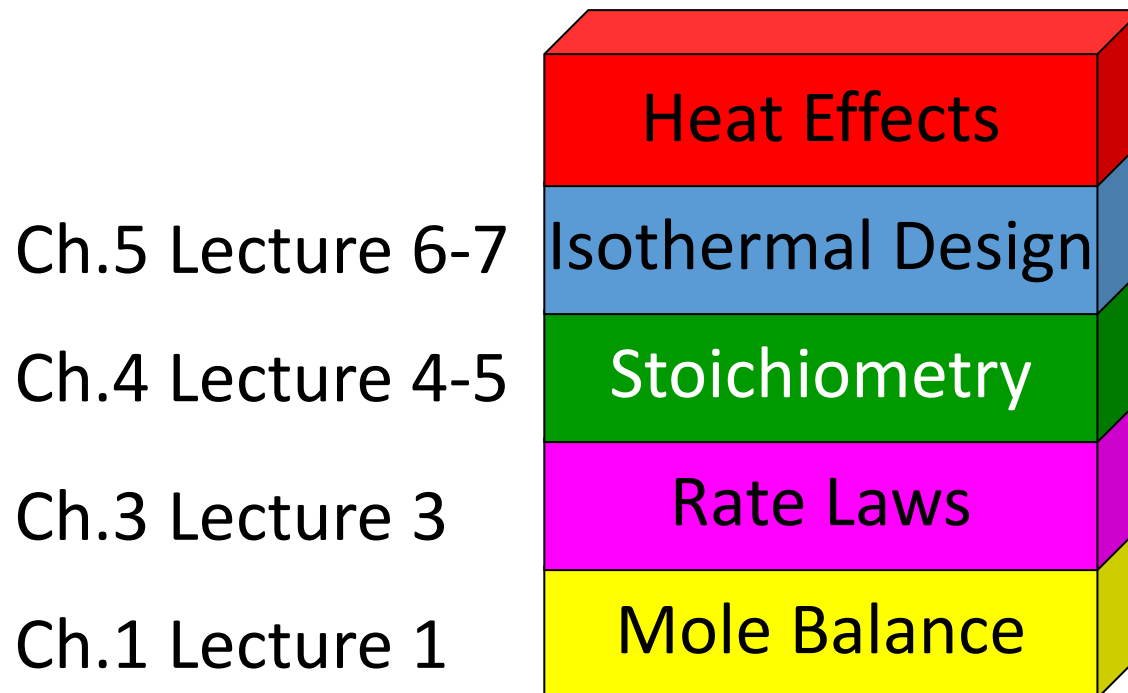 Heat Effects
Ch.5 Lecture 6-7 Isothermal Design
Ch.4 Lecture 4-5 Stoichiometry
Ch.3 Lecture 3 Rate Laws
Ch.1 Lecture 1 Mole Balance